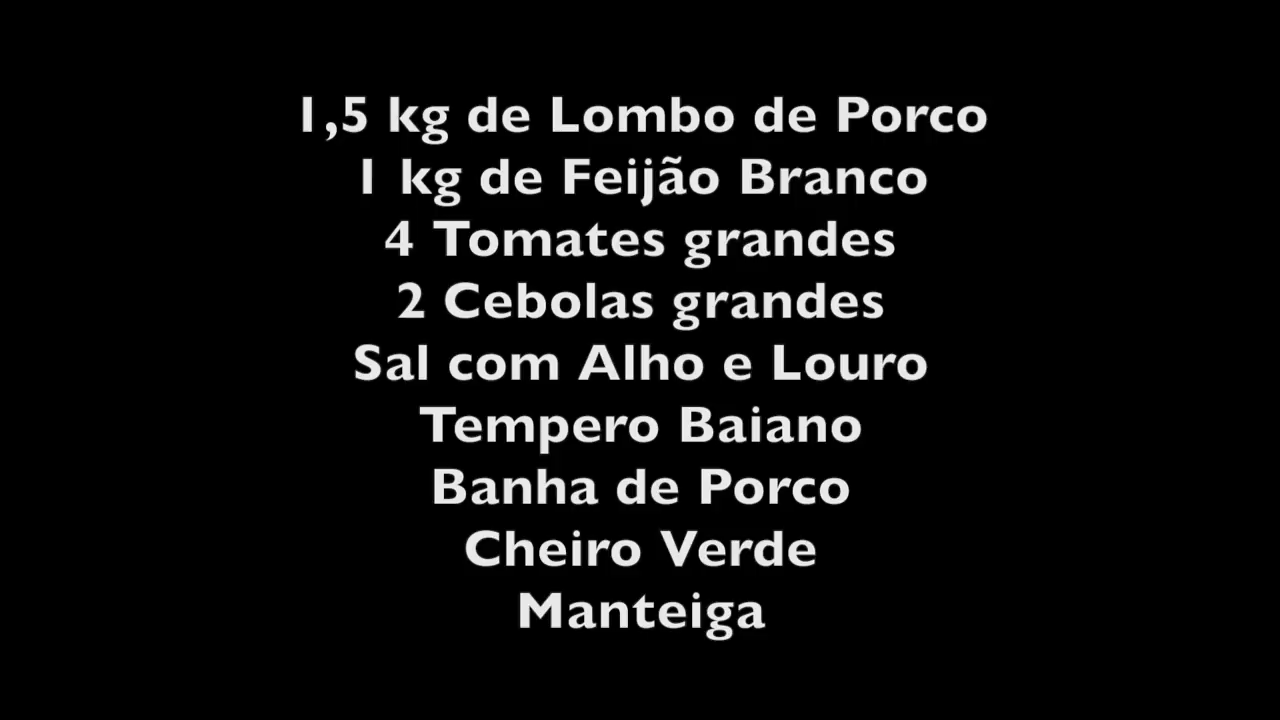 1,5 kg de Lombo de Porco
1 kg de Feijão Branco
4 Tomates grandes
2 Cebolas grandes
Sal com Alho e Louro
Tempero Baiano
Banha de Porco
Cheiro Verde
Manteiga